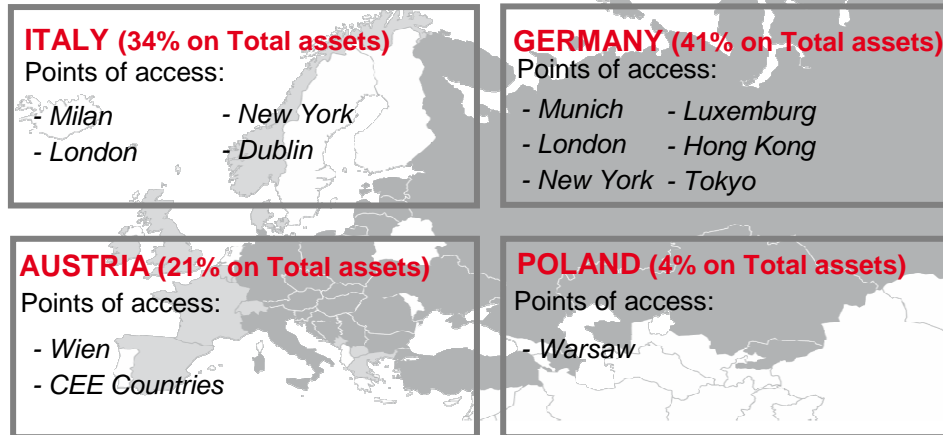 ITALY (34% on Total assets)
Points of access:
- Milan - New York
- London - Dublin
GERMANY (41% on Total assets)
Points of access:
- Munich - Luxemburg
- London - Hong Kong
- New York - Tokyo
AUSTRIA (21% on Total assets)
Points of access:
- Wien
- CEE Countries
POLAND (4% on Total assets)
Points of access:
- Warsaw